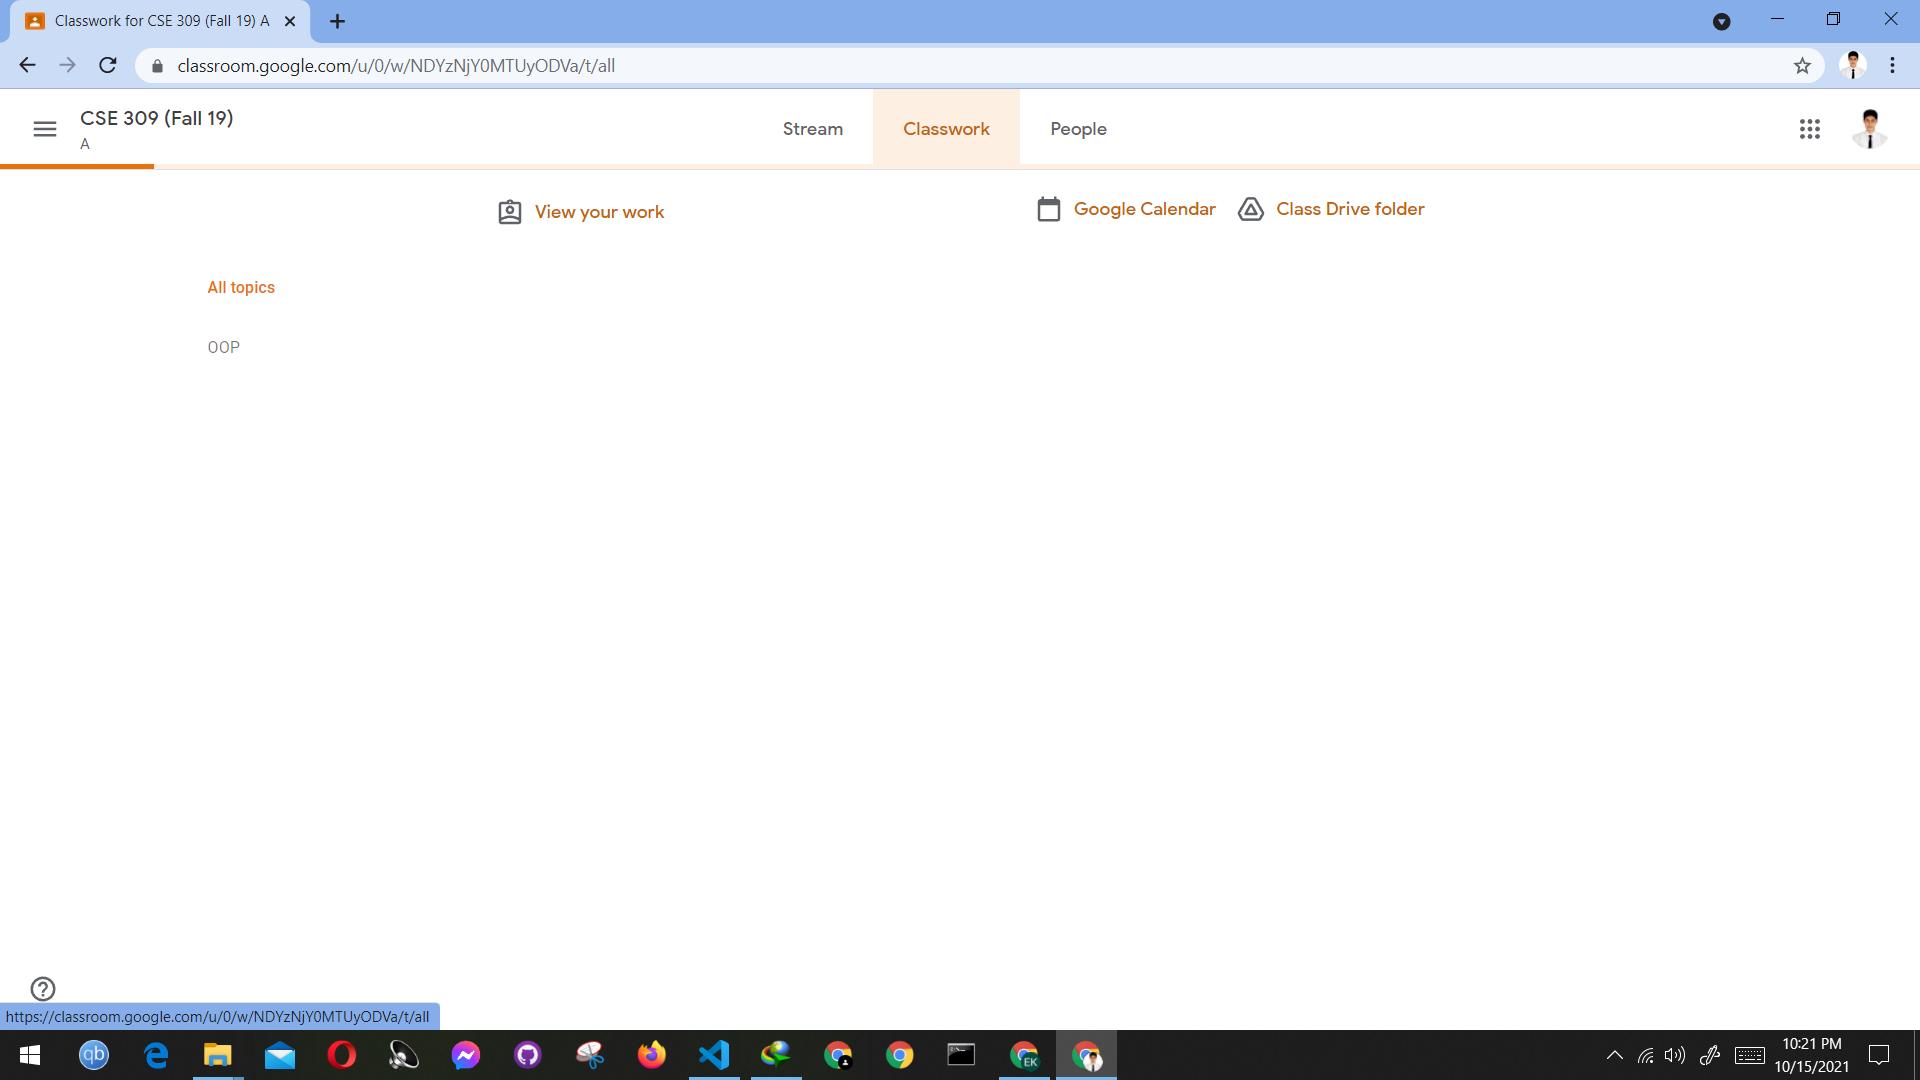 Classwork for CSE 309 (Fall 19) A
classroom.google.com/u/0/w/NDYzNjY0MTUyODVa/t/all
CSE 309 (Fall 19)
A
Stream
Classwork
People
View your work
Google Calendar
Class Drive folder
All topics
OOP
https://classroom.google.com/u/0/w/NDYzNjY0MTUyODVa/t/all
qb
EK
10:21 PM
10/15/2021